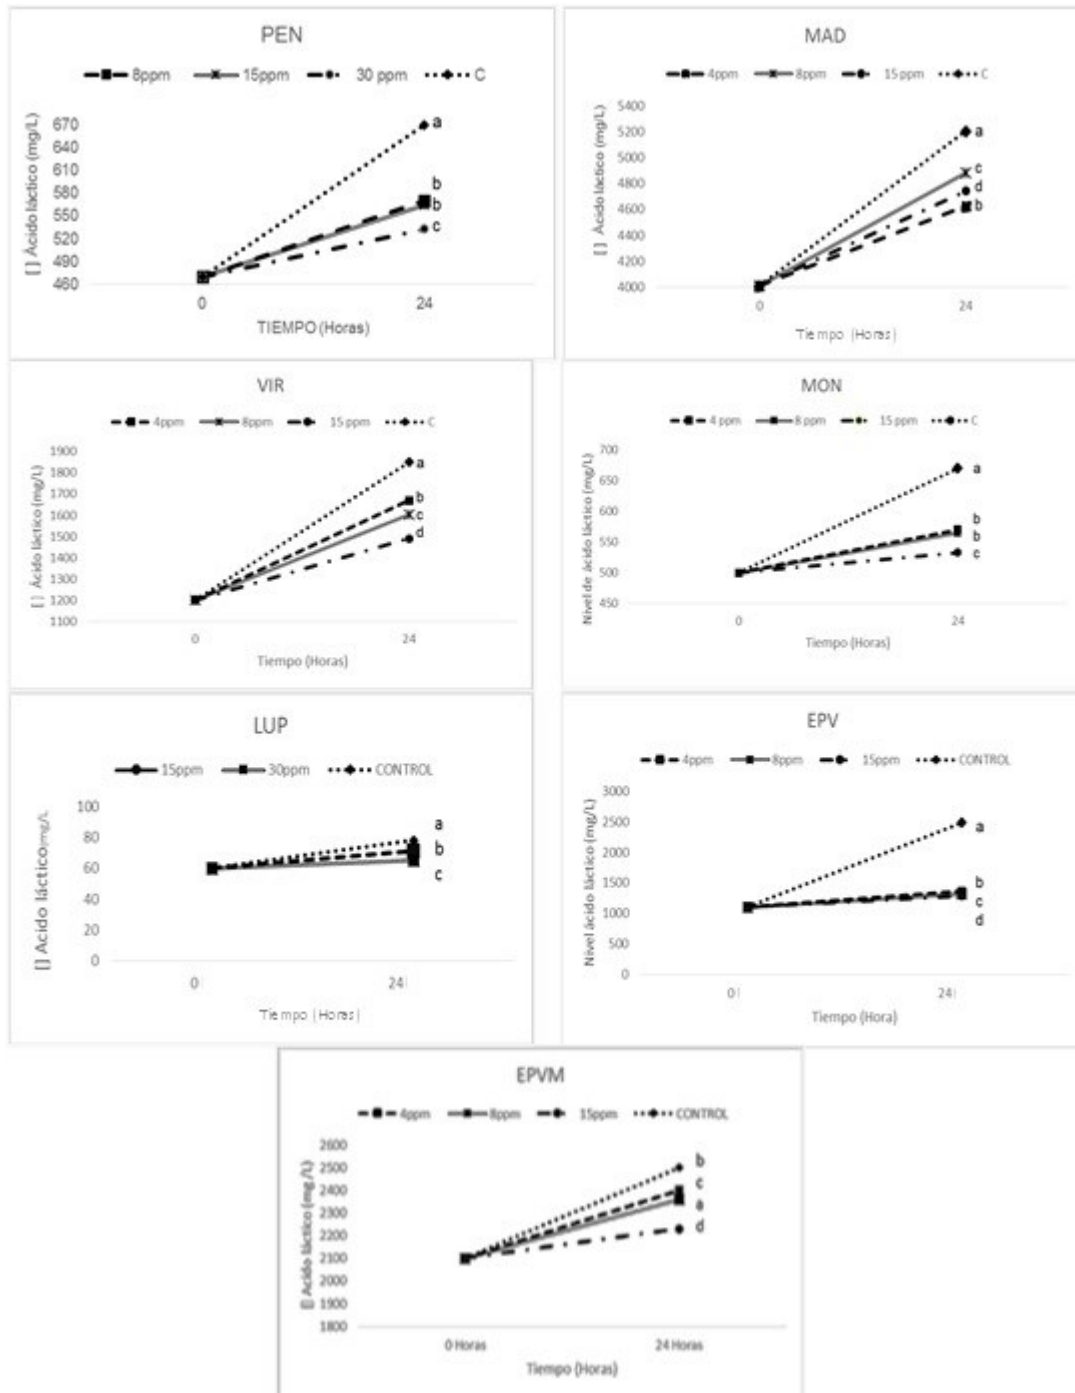 PEN
8ppm 15ppm 30 ppm C
[ ] Ácido láctico (mg/L)
670
640
610
580
550
520
490
460
a
b
b
c
0 24
TIEMPO (Horas)
MAD
4ppm 8ppm 15 ppm C
[ ] Ácido láctico (mg/L)
5400
5200
5000
4800
4600
4400
4200
4000
a
c
d
b
0 24
Tiempo (Horas)
VIR
4ppm 8ppm 15 ppm C
[ ] Ácido láctico (mg/L)
1900
1800
1700
1600
1500
1400
1300
1200
1100
a
b
c
d
0 24
Tiempo (Horas)
MON
4 ppm 8 ppm 15 ppm C
Nivel de ácido láctico (mg/L)
700
650
600
550
500
450
a
b
b
c
0 24
Tiempo (Horas)
LUP
15ppm 30ppm CONTROL
[] Acido láctico(mg/L
100
80
60
40
20
0
a
b
c
0 24
Tiempo (Horas)
EPV
4ppm 8ppm 15ppm CONTROL
Nivel ácido láctico (mg/L)
3000
2500
2000
1500
1000
500
0
a
b
c
d
0 24
Tiempo (Hora)
EPVM
4ppm 8ppm 15ppm CONTROL
[] Acido láctico (mg/L)
2600
2500
2400
2300
2200
2100
2000
1900
1800
b
c
a
d
0 Horas 24 Horas
Tiempo (Horas)